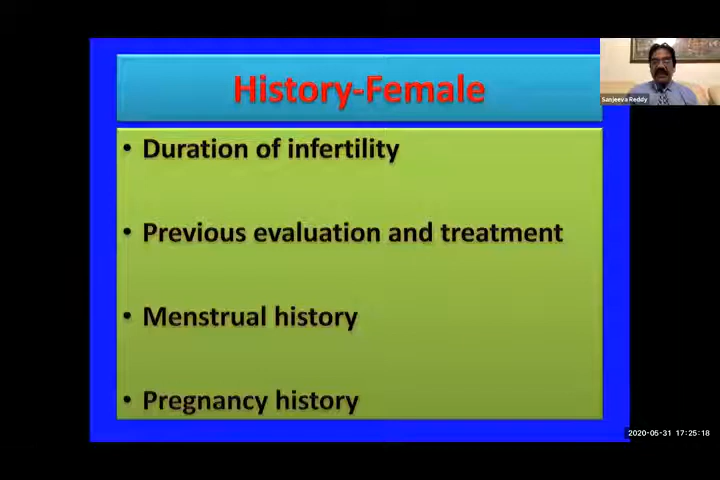 History-Female
• Duration of infertility
• Previous evaluation and treatment
• Menstrual history
• Pregnancy history
Sanjeeva Reddy
2020-05-31 17:25:18